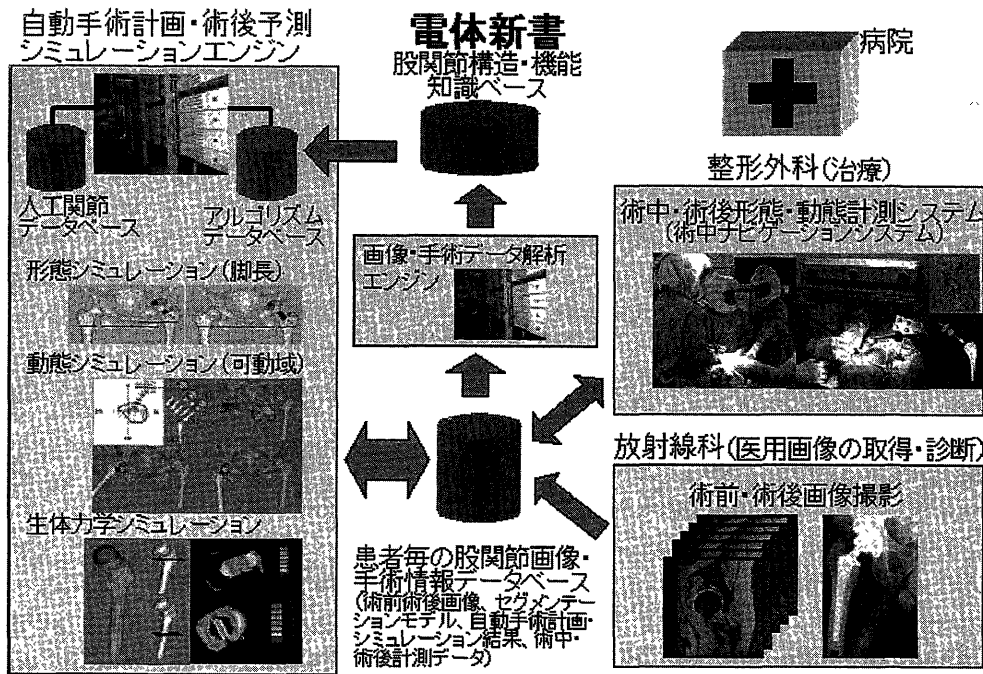 自動手術計画・術後予測
シミュレーションエンジン
人工関節
データベース
アルゴリズム
データベース
形態シミュレーション(脚長)
動態シミュレーション(可動域)
生体力学シミュレーション
電体新書
股関節構造・機能
知識ベース
画像・手術データ解析
エンジン
患者毎の股関節画像・
手術情報データベース
(術前術後画像、セグメンテー
ションモデル、自動手術計画・
シミュレーション結果、術中・
術後計測データ)
病院
整形外科(治療)
術中・術後形態・動態計測システム
(術中ナビゲーションシステム)
放射線科(医用画像の取得・診断)
術前・術後画像撮影